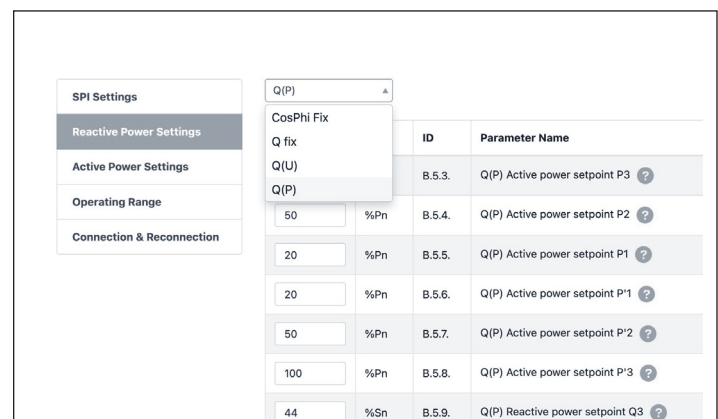 SPI Settings
Reactive Power Settings
Active Power Settings
Operating Range
Connection & Reconnection
Q(P)
CosPhi Fix
Q fix
Q(U)
Q(P)
ID Parameter Name
B.5.3. Q(P) Active power setpoint P3 ?
50 %Pn B.5.4. Q(P) Active power setpoint P2 ?
20 %Pn B.5.5. Q(P) Active power setpoint P1 ?
20 %Pn B.5.6. Q(P) Active power setpoint P'1 ?
50 %Pn B.5.7. Q(P) Active power setpoint P'2 ?
100 %Pn B.5.8. Q(P) Active power setpoint P'3 ?
44 %Sn B.5.9. Q(P) Reactive power setpoint Q3 ?